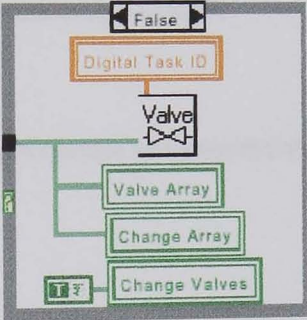 False
Digital Task ID
Valve
Valve Array
Change Array
T
Change Valves